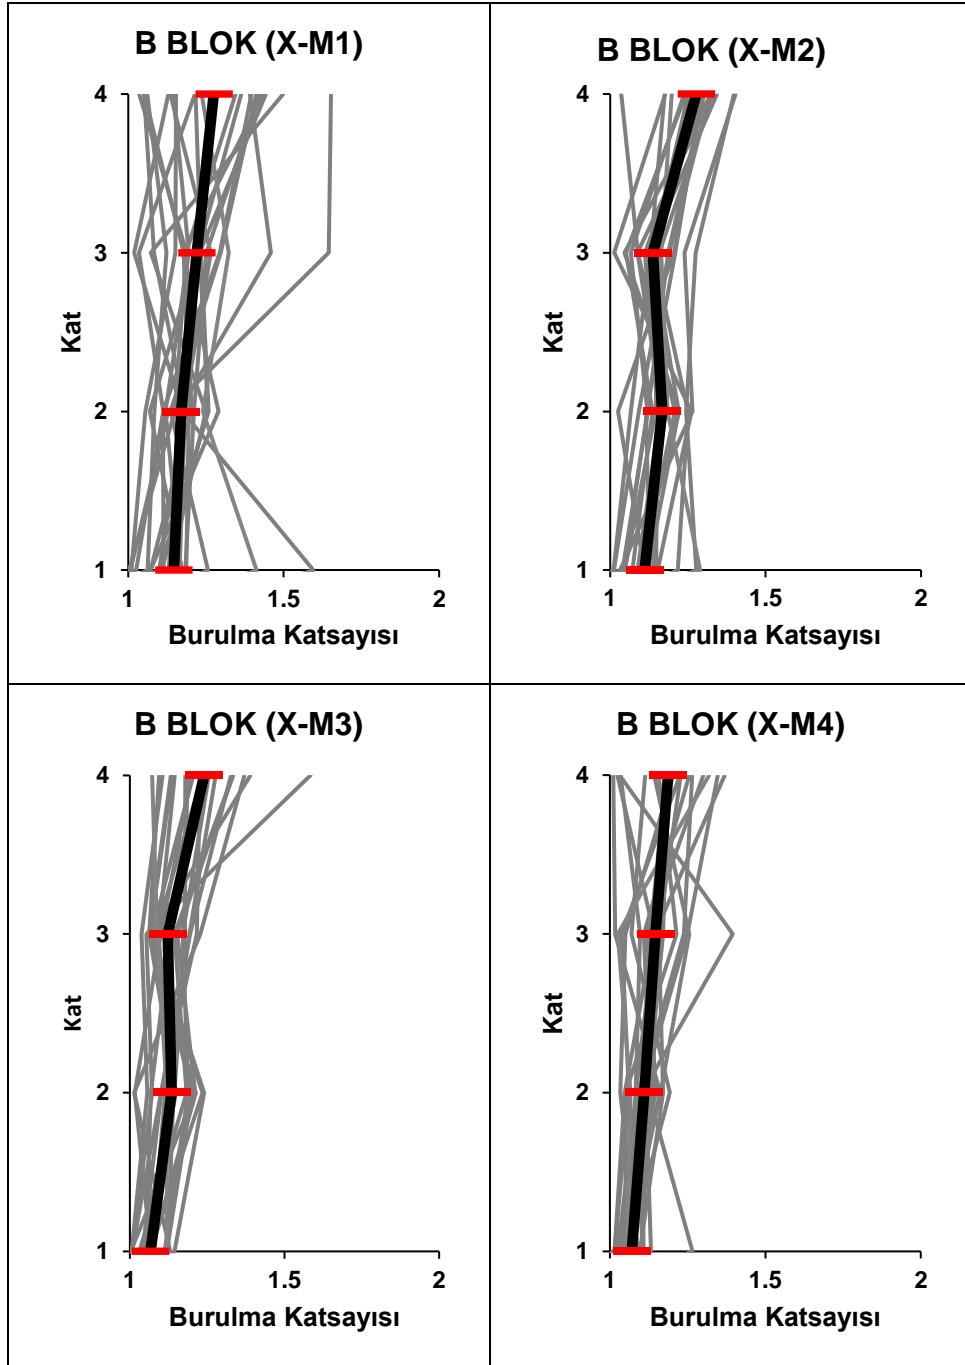 B BLOK (X-M1)
4
3
2
1
Kat
1
1.5
2
Burulma Katsayısı
B BLOK (X-M2)
4
3
2
1
Kat
1
1.5
2
Burulma Katsayısı
B BLOK (X-M3)
4
3
2
1
Kat
1
1.5
2
Burulma Katsayısı
B BLOK (X-M4)
4
3
2
1
Kat
1
1.5
2
Burulma Katsayısı